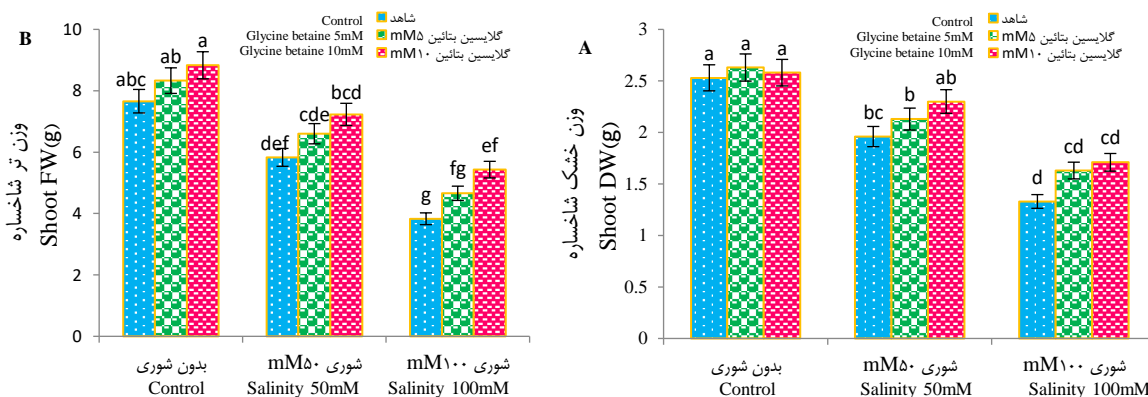 B
Control شاهد
Glycine betaine 5mM گلایسین بتائین mM۵
Glycine betaine 10mM گلایسین بتائین mM۱۰
وزن تر شاخساره
Shoot FW(g)
10
8
6
4
2
0
abc
ab
a
def
cde
bcd
g
fg
ef
بدون شوری
Control
شوری mM۵۰
Salinity 50mM
شوری mM۱۰۰
Salinity 100mM
A
Control شاهد
Glycine betaine 5mM گلایسین بتائین mM۵
Glycine betaine 10mM گلایسین بتائین mM۱۰
وزن خشک شاخساره
Shoot DW(g)
3
2.5
2
1.5
1
0.5
0
a
a
a
bc
b
ab
d
cd
cd
بدون شوری
Control
شوری mM۵۰
Salinity 50mM
شوری mM۱۰۰
Salinity 100mM